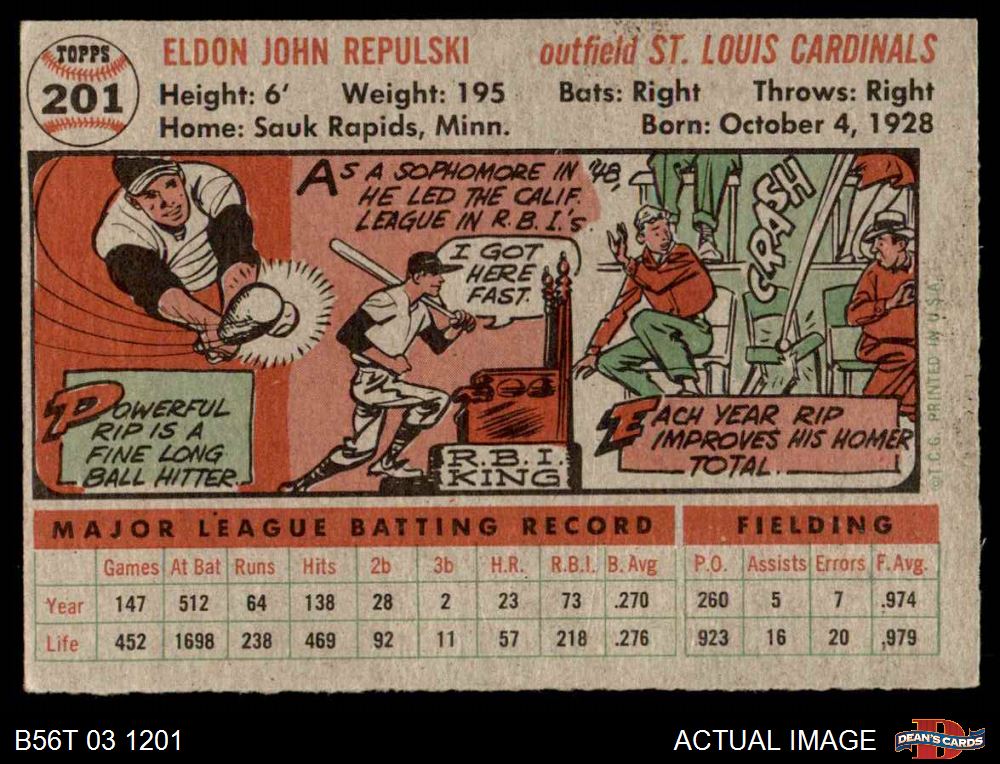 TOPPS
201
ELDON JOHN REPULSKI outfield ST. LOUIS CARDINALS
Height: 6' Weight: 195 Bats: Right Throws: Right
Home: Sauk Rapids, Minn. Born: October 4, 1928
POWERFUL
RIP IS A
FINE LONG
BALL HITTER.
AS A SOPHOMORE IN '48,
HE LED THE CALIF.
LEAGUE IN R.B.I.'s
I GOT
HERE
FAST.
R.B.I.
KING
CRASH
EACH YEAR RIP
IMPROVES HIS HOMER
TOTAL.
©T.C.G. PRINTED IN U.S.A.
MAJOR LEAGUE BATTING RECORD FIELDING
Games At Bat Runs Hits 2b 3b H.R. R.B.I. B. Avg P.O. Assists Errors F. Avg.
Year 147 512 64 138 28 2 23 73 .270 260 5 7 .974
Life 452 1698 238 469 92 11 57 218 .276 923 16 20 .979
B56T 03 1201 ACTUAL IMAGE DEAN'S CARDS